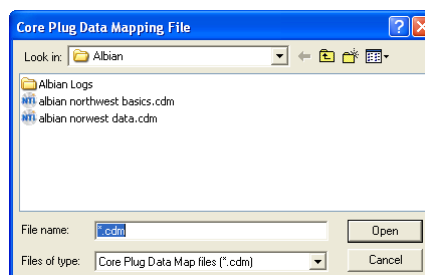 Core Plug Data Mapping File
Look in: Albian
Albian Logs
albian northwest basics.cdm
albian norwest data.cdm
File name: *.cdm Open
Files of type: Core Plug Data Map files (*.cdm) Cancel